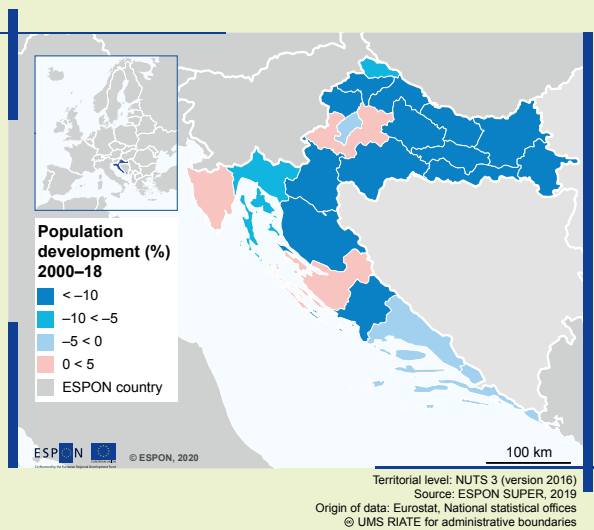 Population
development (%)
2000–18
< –10
–10 < –5
–5 < 0
0 < 5
ESPON country
ESPON
© ESPON, 2020
100 km
Territorial level: NUTS 3 (version 2016)
Source: ESPON SUPER, 2019
Origin of data: Eurostat, National statistical offices
© UMS RIATE for administrative boundaries